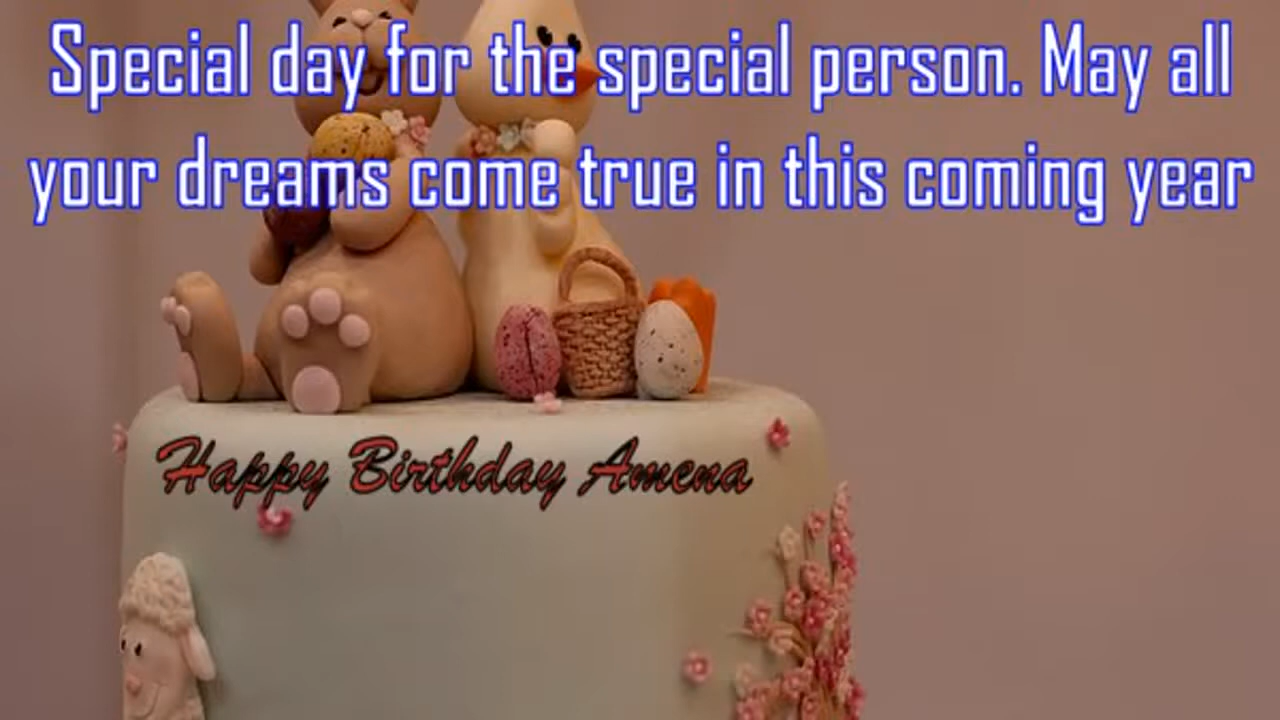 Special day for the special person. May all
your dreams come true in this coming year
Happy Birthday Amena